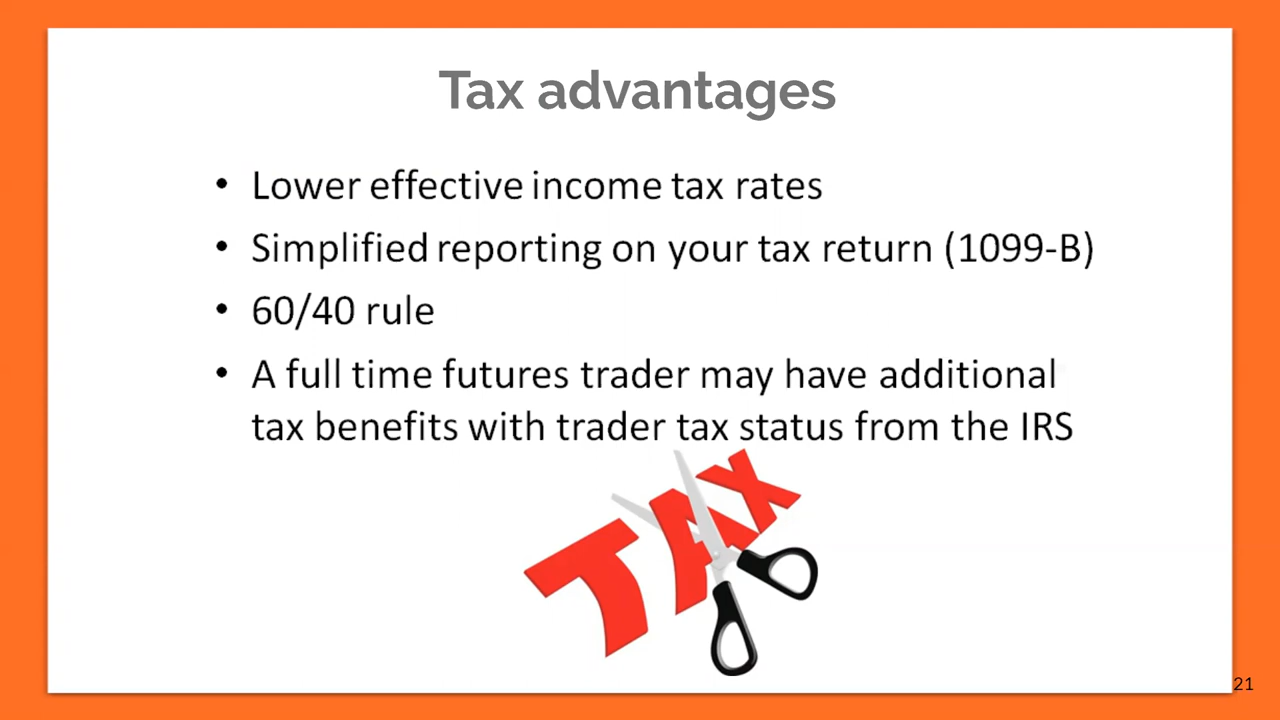 Tax advantages
• Lower effective income tax rates
• Simplified reporting on your tax return (1099-B)
• 60/40 rule
• A full time futures trader may have additional
tax benefits with trader tax status from the IRS
TAX
21